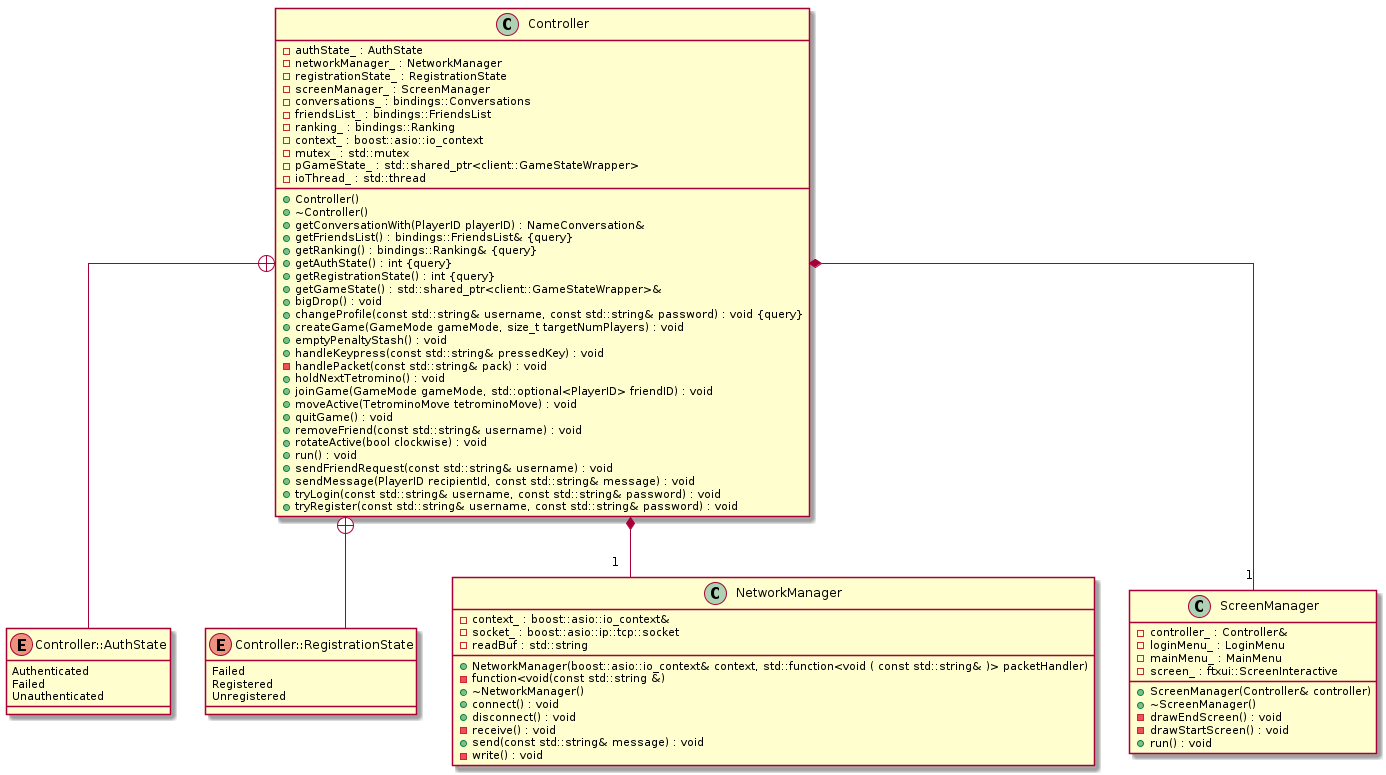 C Controller
authState_ : AuthState
networkManager_ : NetworkManager
registrationState_ : RegistrationState
screenManager_ : ScreenManager
conversations_ : bindings::Conversations
friendsList_ : bindings::FriendsList
ranking_ : bindings::Ranking
context_ : boost::asio::io_context
mutex_ : std::mutex
pGameState_ : std::shared_ptr<client::GameStateWrapper>
ioThread_ : std::thread
Controller()
~Controller()
getConversationWith(PlayerID playerID) : NameConversation&
getFriendsList() : bindings::FriendsList& {query}
getRanking() : bindings::Ranking& {query}
getAuthState() : int {query}
getRegistrationState() : int {query}
getGameState() : std::shared_ptr<client::GameStateWrapper>&
bigDrop() : void
changeProfile(const std::string& username, const std::string& password) : void {query}
createGame(GameMode gameMode, size_t targetNumPlayers) : void
emptyPenaltyStash() : void
handleKeypress(const std::string& pressedKey) : void
handlePacket(const std::string& pack) : void
holdNextTetromino() : void
joinGame(GameMode gameMode, std::optional<PlayerID> friendID) : void
moveActive(TetrominoMove tetrominoMove) : void
quitGame() : void
removeFriend(const std::string& username) : void
rotateActive(bool clockwise) : void
run() : void
sendFriendRequest(const std::string& username) : void
sendMessage(PlayerID recipientId, const std::string& message) : void
tryLogin(const std::string& username, const std::string& password) : void
tryRegister(const std::string& username, const std::string& password) : void
1
1
E Controller::AuthState
Authenticated
Failed
Unauthenticated
E Controller::RegistrationState
Failed
Registered
Unregistered
C NetworkManager
context_ : boost::asio::io_context&
socket_ : boost::asio::ip::tcp::socket
readBuf : std::string
NetworkManager(boost::asio::io_context& context, std::function<void ( const std::string& )> packetHandler)
function<void(const std::string &)
~NetworkManager()
connect() : void
disconnect() : void
receive() : void
send(const std::string& message) : void
write() : void
C ScreenManager
controller_ : Controller&
loginMenu_ : LoginMenu
mainMenu_ : MainMenu
screen_ : ftxui::ScreenInteractive
ScreenManager(Controller& controller)
~ScreenManager()
drawEndScreen() : void
drawStartScreen() : void
run() : void